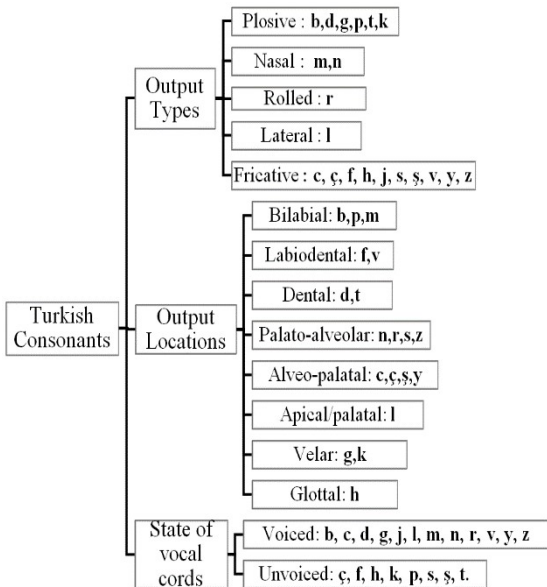 Plosive : b,d,g,p,t,k
Nasal : m,n
Output
Types
Rolled : r
Lateral : l
Fricative : c, ç, f, h, j, s, ş, v, y, z
Bilabial: b,p,m
Labiodental: f,v
Dental: d,t
Turkish
Consonants
Output
Locations
Palato-alveolar: n,r,s,z
Alveo-palatal: c,ç,ş,y
Apical/palatal: l
Velar: g,k
Glottal: h
State of
vocal
cords
Voiced: b, c, d, g, j, l, m, n, r, v, y, z
Unvoiced: ç, f, h, k, p, s, ş, t.